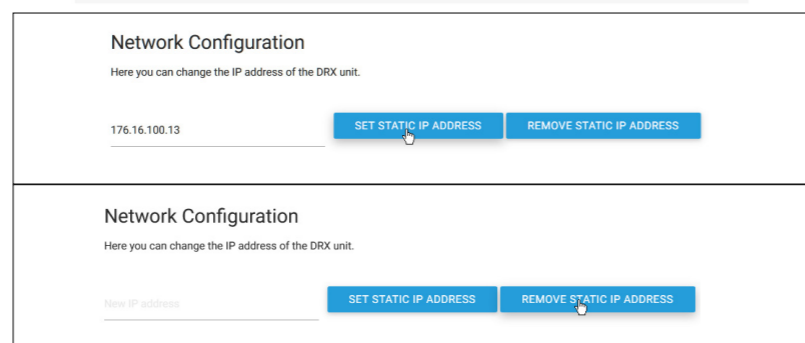 Network Configuration
Here you can change the IP address of the DRX unit.
176.16.100.13
SET STATIC IP ADDRESS
REMOVE STATIC IP ADDRESS
Network Configuration
Here you can change the IP address of the DRX unit.
New IP address
SET STATIC IP ADDRESS
REMOVE STATIC IP ADDRESS